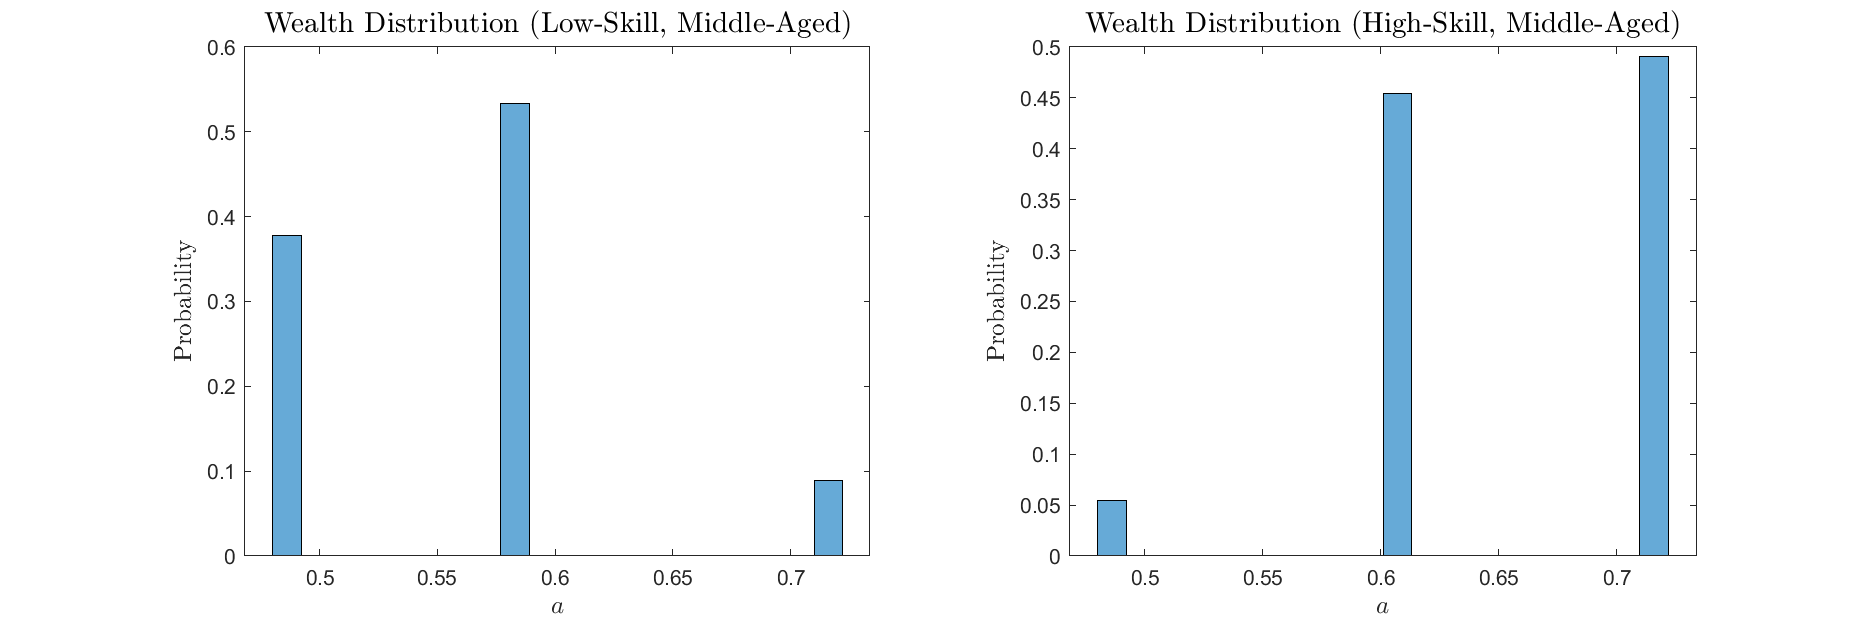 Wealth Distribution (Low-Skill, Middle-Aged)
0.6
0.5
0.4
0.3
0.2
0.1
0
Probability
0.5 0.55 0.6 0.65 0.7
a
Wealth Distribution (High-Skill, Middle-Aged)
0.5
0.45
0.4
0.35
0.3
0.25
0.2
0.15
0.1
0.05
0
Probability
0.5 0.55 0.6 0.65 0.7
a